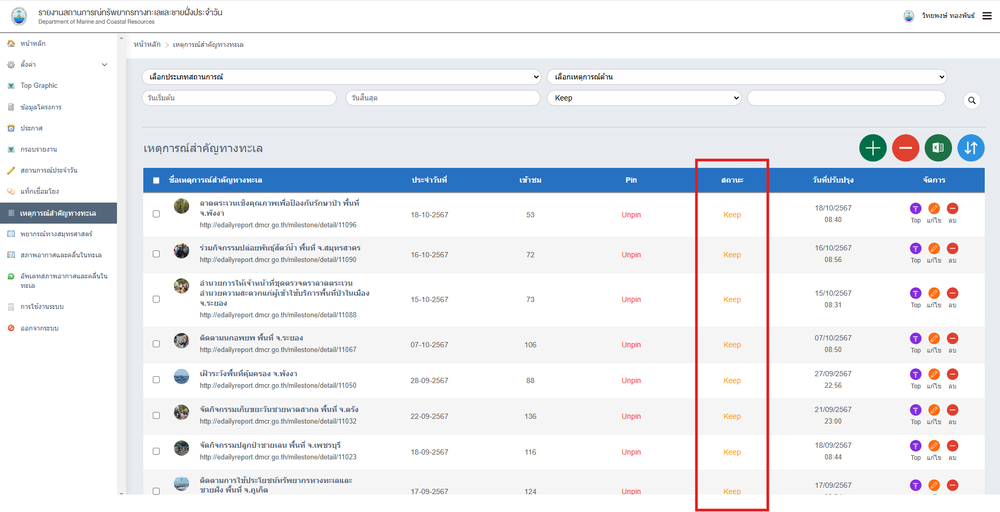 รายงานสถานการณ์ทรัพยากรทางทะเลและชายฝั่งประจำวัน
Department of Marine and Coastal Resources
วิทยพงษ์ ทองพันธ์
หน้าหลัก
ตั้งค่า
Top Graphic
ข้อมูลโครงการ
ประกาศ
กรอบรายงาน
สถานการณ์ประจำวัน
แท็กเชื่อมโยง
เหตุการณ์สำคัญทางทะเล
พยากรณ์ทางสมุทรศาสตร์
สภาพอากาศและคลื่นในทะเล
อัพเดทสภาพอากาศและคลื่นใน
ทะเล
การใช้งานระบบ
ออกจากระบบ
หน้าหลัก > เหตุการณ์สำคัญทางทะเล
เลือกประเภทสถานการณ์ เลือกเหตุการณ์ด้าน
วันเริ่มต้น วันสิ้นสุด Keep
เหตุการณ์สำคัญทางทะเล
ชื่อเหตุการณ์สำคัญทางทะเล ประจำวันที่ เข้าชม Pin สถานะ วันที่ปรับปรุง จัดการ
ลาดตระเวนเชิงคุณภาพเพื่อป้องกันรักษาป่า พื้นที่
จ.พังงา
http://edailyreport.dmcr.go.th/milestone/detail/11096
18-10-2567 53 Unpin Keep 18/10/2567
08:40
Top แก้ไข ลบ
ร่วมกิจกรรมปล่อยพันธุ์สัตว์น้ำ พื้นที่ จ.สมุทรสาคร
http://edailyreport.dmcr.go.th/milestone/detail/11090
16-10-2567 72 Unpin Keep 16/10/2567
08:56
Top แก้ไข ลบ
อำนวยการให้เจ้าหน้าที่ชุดตรวจตราลาดตระเวน
อำนวยความสะดวกแก่ผู้เข้าใช้บริการพื้นที่ป่าในเมือง
จ.ระยอง
http://edailyreport.dmcr.go.th/milestone/detail/11088
15-10-2567 73 Unpin Keep 15/10/2567
08:31
Top แก้ไข ลบ
ติดตามนกอพยพ พื้นที่ จ.ระยอง
http://edailyreport.dmcr.go.th/milestone/detail/11067
07-10-2567 106 Unpin Keep 07/10/2567
08:50
Top แก้ไข ลบ
เฝ้าระวังพื้นที่คุ้มครอง จ.พังงา
http://edailyreport.dmcr.go.th/milestone/detail/11050
28-09-2567 88 Unpin Keep 27/09/2567
22:56
Top แก้ไข ลบ
จัดกิจกรรมเก็บขยะวันชายหาดสากล พื้นที่ จ.ตรัง
http://edailyreport.dmcr.go.th/milestone/detail/11032
22-09-2567 136 Unpin Keep 21/09/2567
23:00
Top แก้ไข ลบ
จัดกิจกรรมปลูกป่าชายเลน พื้นที่ จ.เพชรบุรี
http://edailyreport.dmcr.go.th/milestone/detail/11023
18-09-2567 116 Unpin Keep 18/09/2567
08:44
Top แก้ไข ลบ
ติดตามการใช้ประโยชน์ทรัพยากรทางทะเลและ
ชายฝั่ง พื้นที่ จ.ภูเก็ต
17-09-2567 124 Unpin Keep 17/09/2567